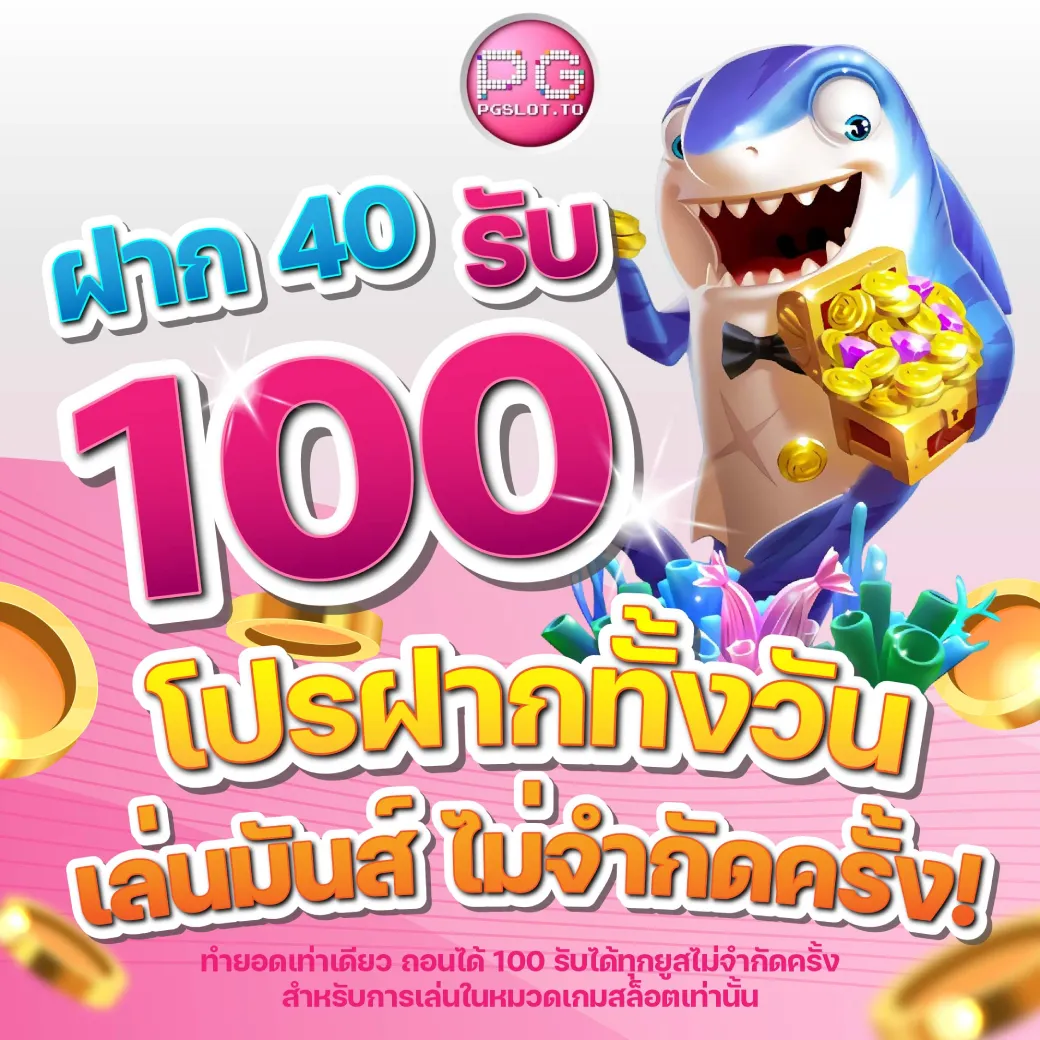 PG
PGSLOT.TO
ฝาก 40 รับ
100
โปรฝากทั้งวัน
เล่นมันส์ ไม่จำกัดครั้ง!
ทำยอดเท่าเดียว ถอนได้ 100 รับได้ทุกยูสไม่จำกัดครั้ง
สำหรับการเล่นในหมวดเกมสล็อตเท่านั้น